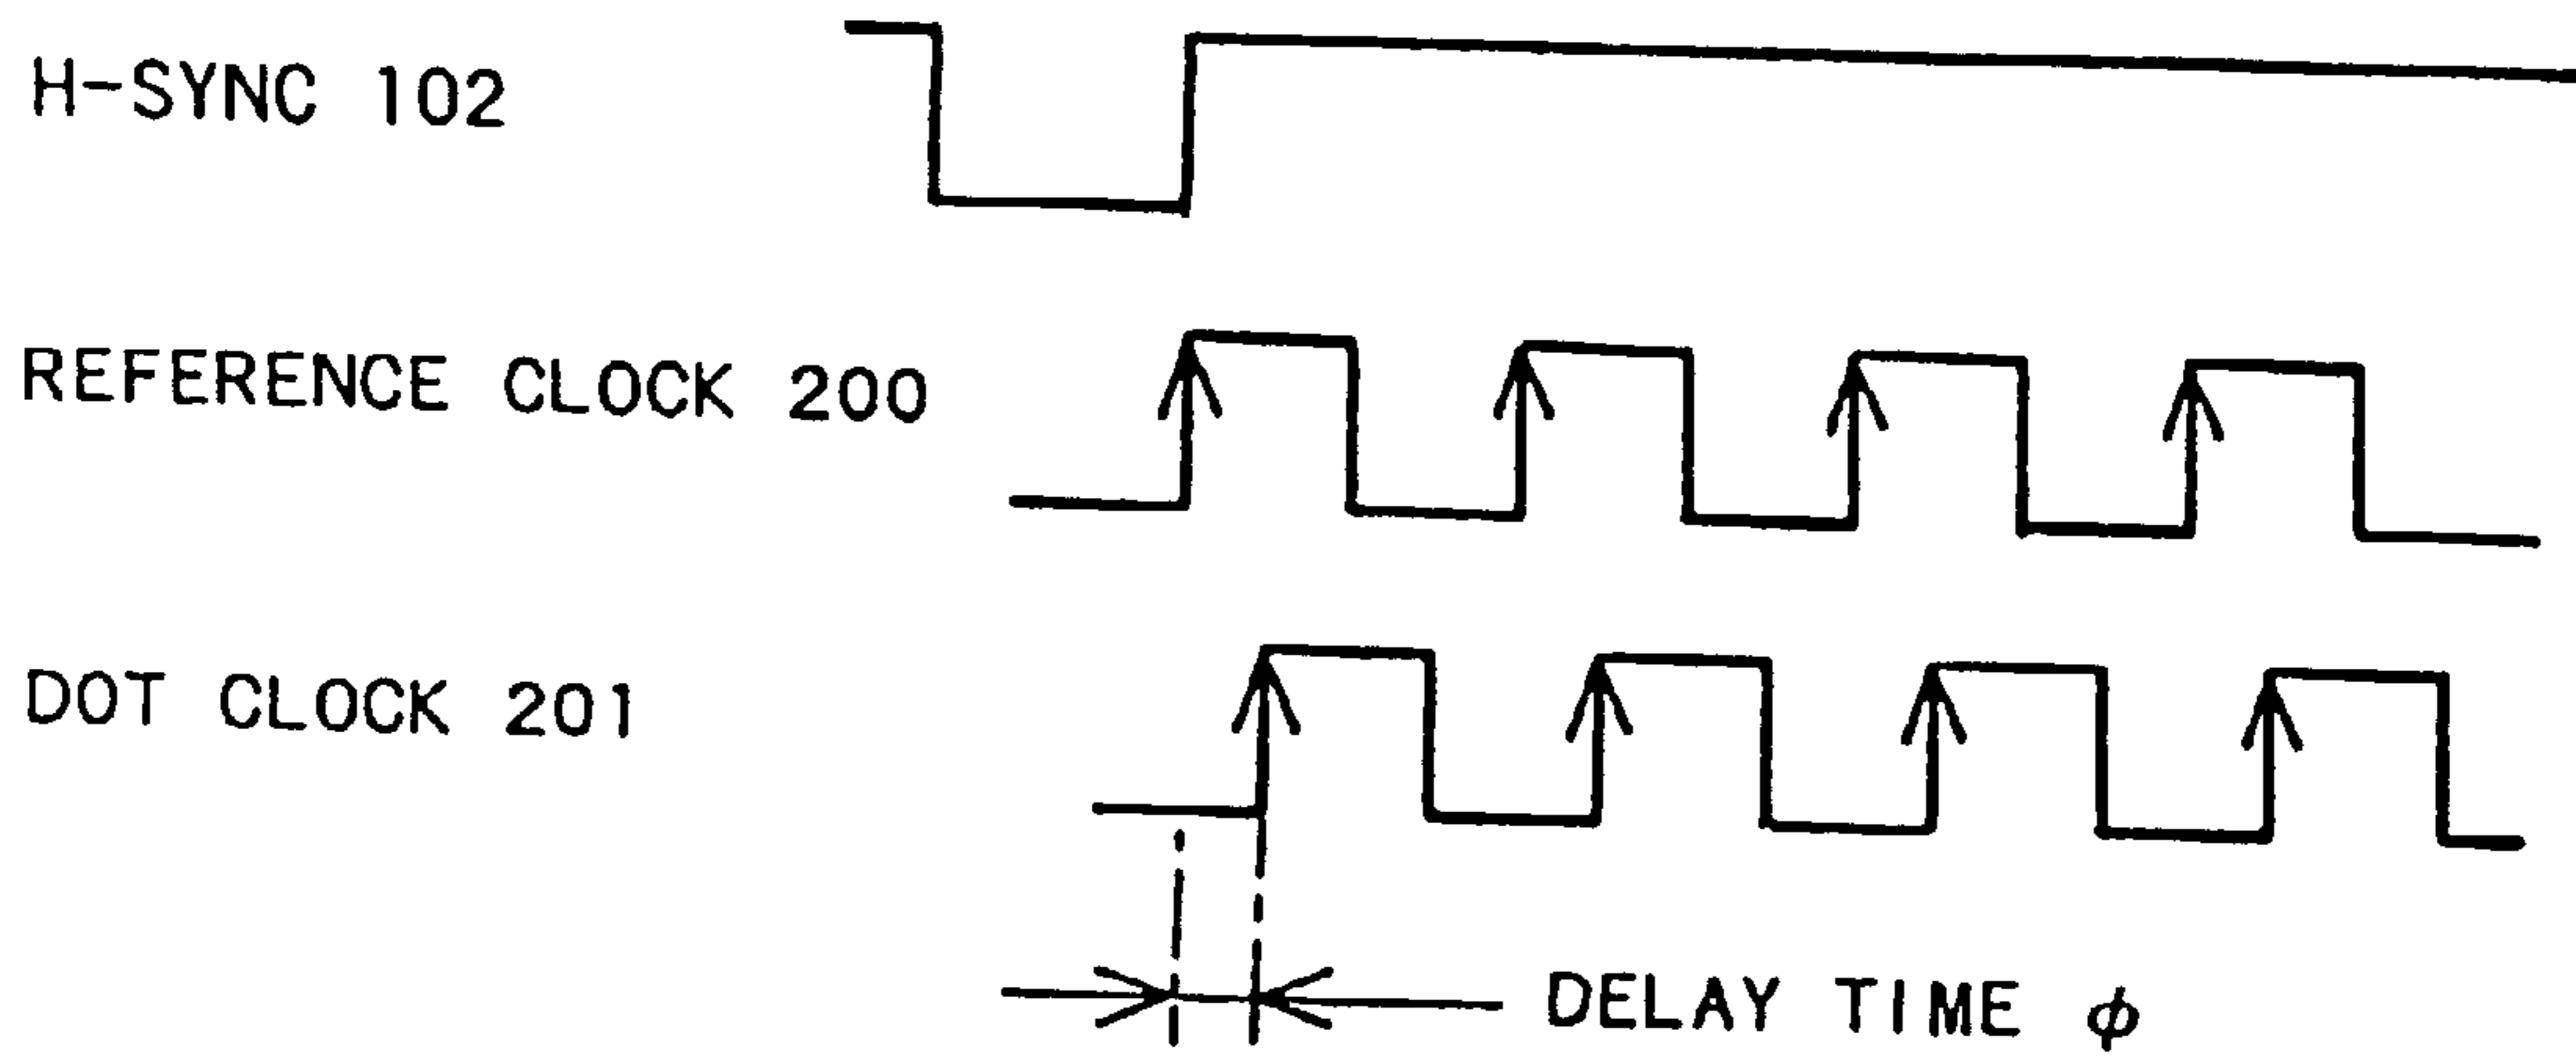 H-SYNC 102
REFERENCE CLOCK 200
DOT CLOCK 201
DELAY TIME ϕ